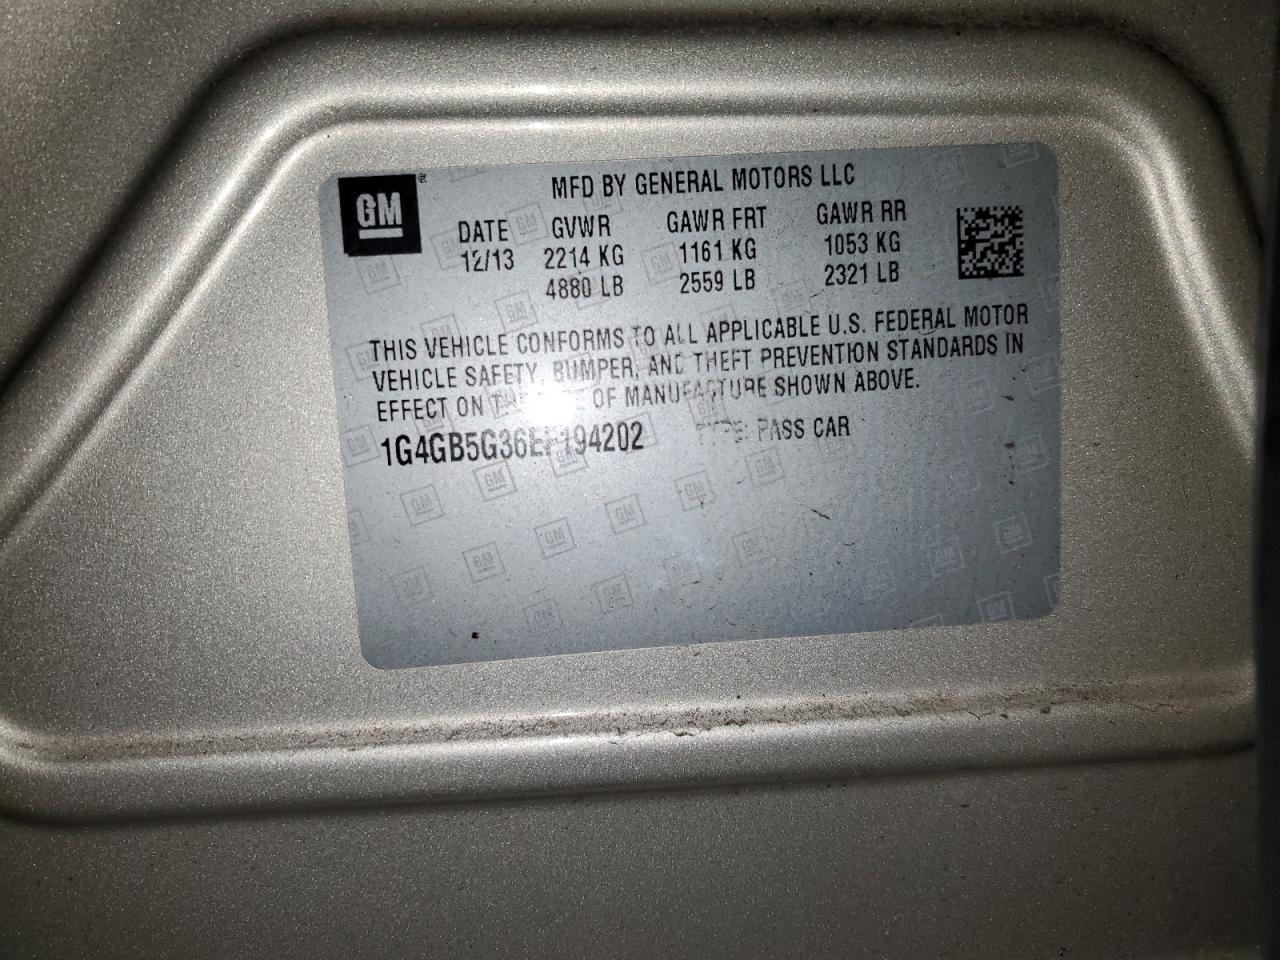 GM
MFD BY GENERAL MOTORS LLC
DATE GVWR GAWR FRT GAWR RR
12/13 2214 KG 1161 KG 1053 KG
4880 LB 2559 LB 2321 LB
THIS VEHICLE CONFORMS TO ALL APPLICABLE U.S. FEDERAL MOTOR
VEHICLE SAFETY, BUMPER, AND THEFT PREVENTION STANDARDS IN
EFFECT ON OF MANUFACTURE SHOWN ABOVE.
1G4GB5G36EF194202 TYPE: PASS CAR